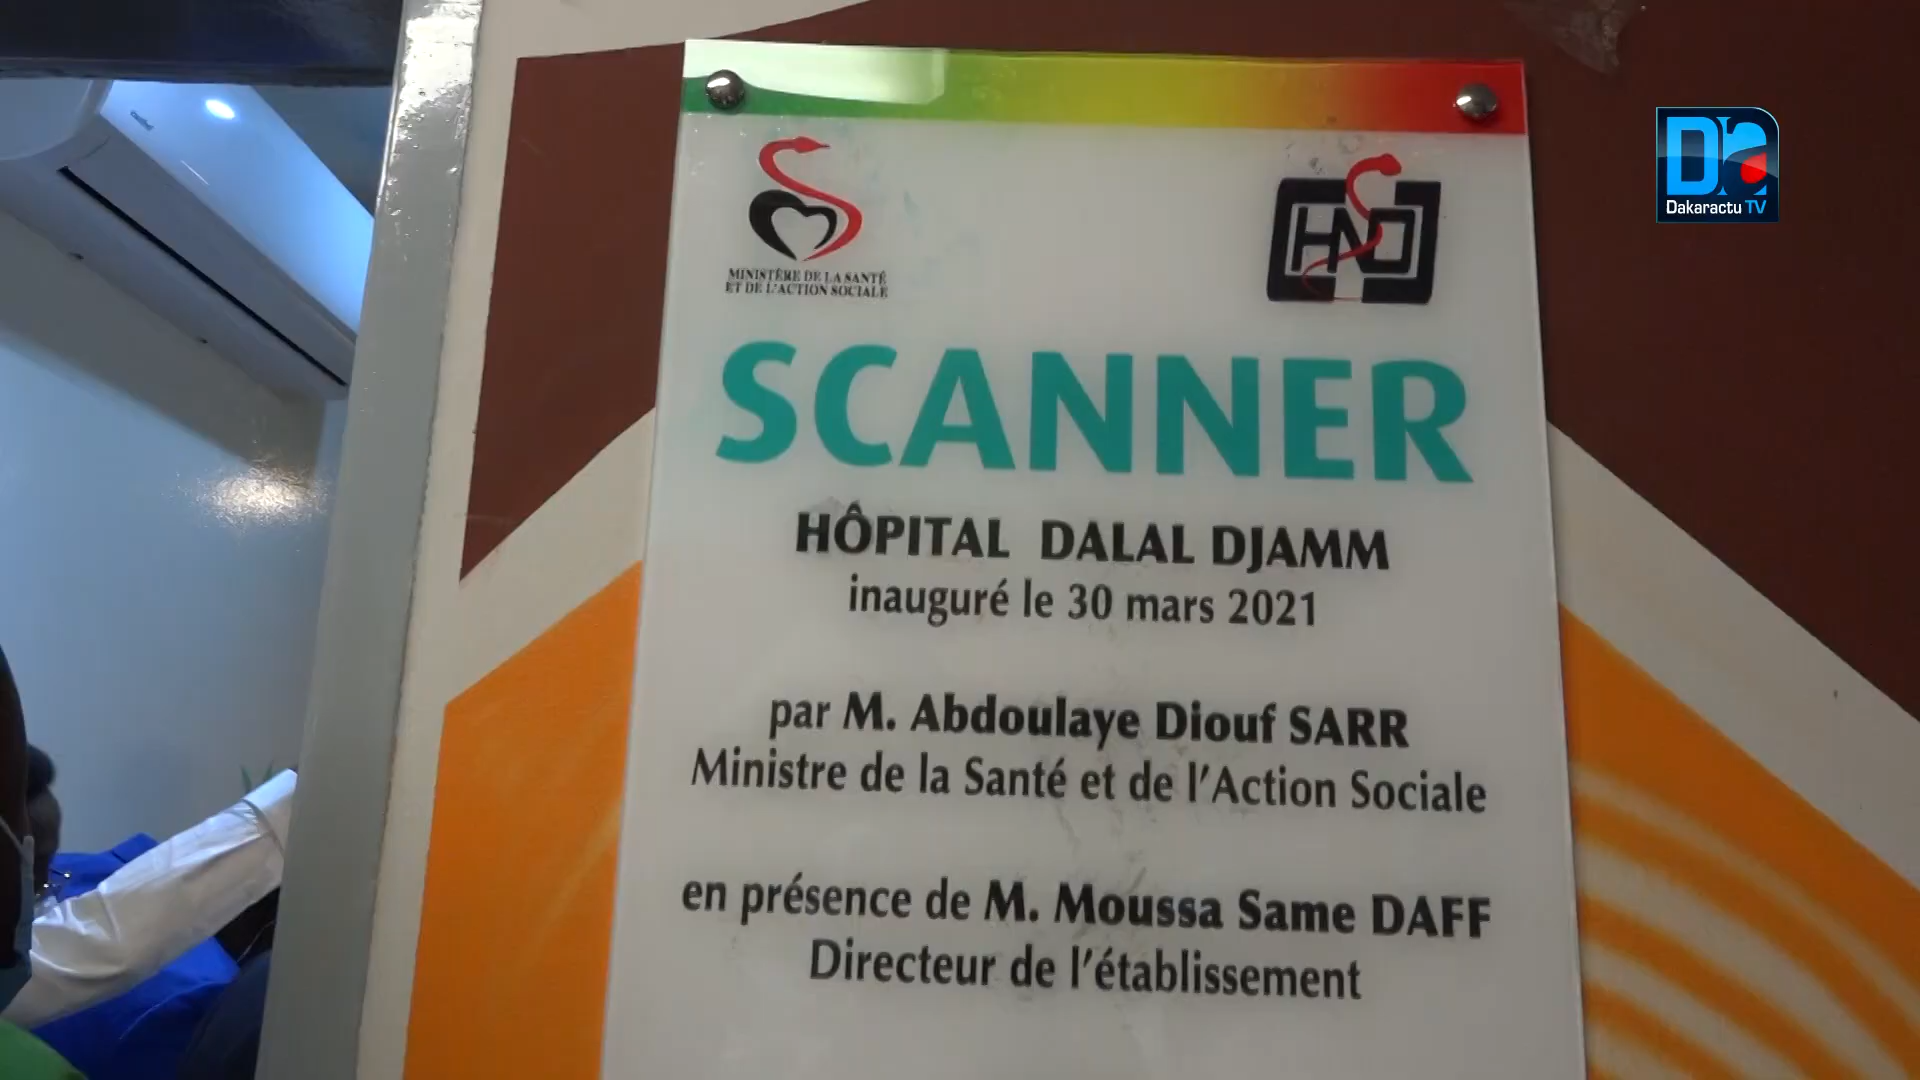 Dakaractu TV
MINISTÈRE DE LA SANTÉ
ET DE L'ACTION SOCIALE
SCANNER
HÔPITAL DALAL DJAMM
inauguré le 30 mars 2021
par M. Abdoulaye Diouf SARR
Ministre de la Santé et de l'Action Sociale
en présence de M. Moussa Same DAFF
Directeur de l'établissement